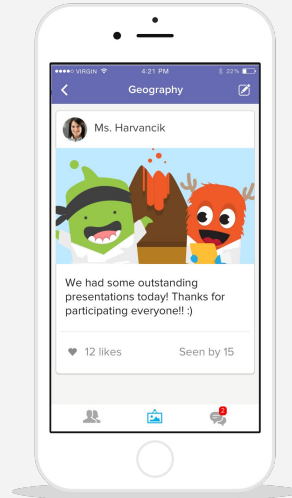 VIRGIN 4:21 PM 22%
Geography
Ms. Harvancik
We had some outstanding
presentations today! Thanks for
participating everyone!! :)
12 likes Seen by 15
2